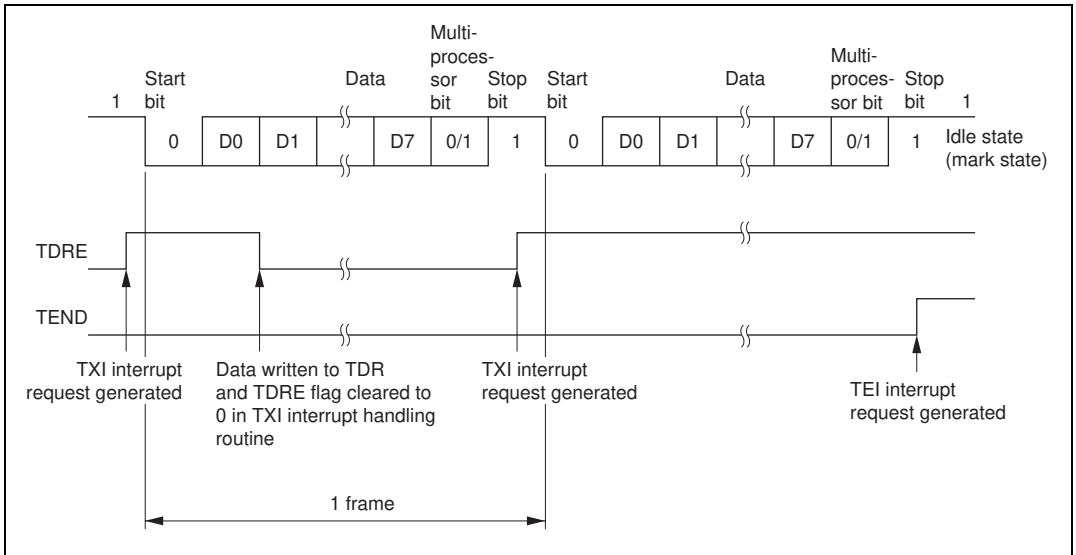 Multi-
proces-
sor
bit
Start
bit
Data
Stop
bit
Start
bit
Data
Multi-
proces-
sor bit
Stop
bit
1
1
0
D0
D1
D7
0/1
1
0
D0
D1
D7
0/1
1
Idle state
(mark state)
TDRE
TEND
TXI interrupt
request generated
Data written to TDR
and TDRE flag cleared to
0 in TXI interrupt handling
routine
TXI interrupt
request generated
TEI interrupt
request generated
1 frame